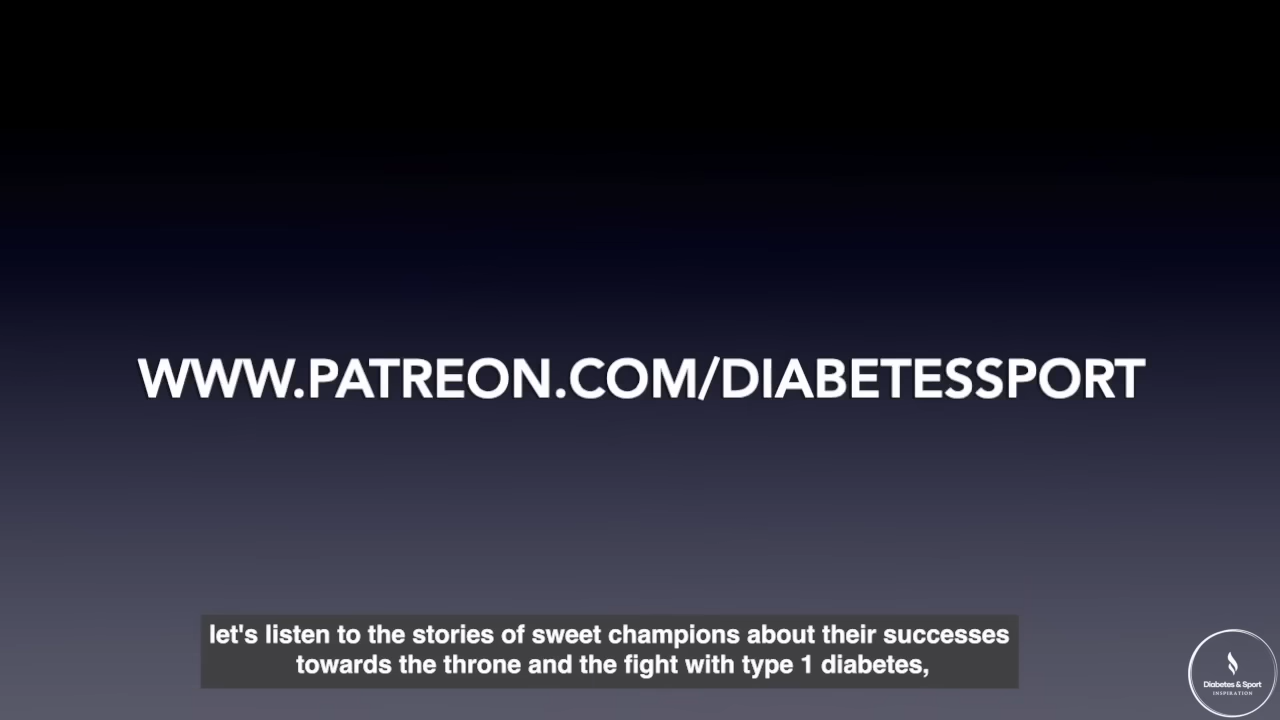 WWW.PATREON.COM/DIABETESSPORT
let's listen to the stories of sweet champions about their successes
towards the throne and the fight with type 1 diabetes,
Diabetes & Sport
INSPIRATION